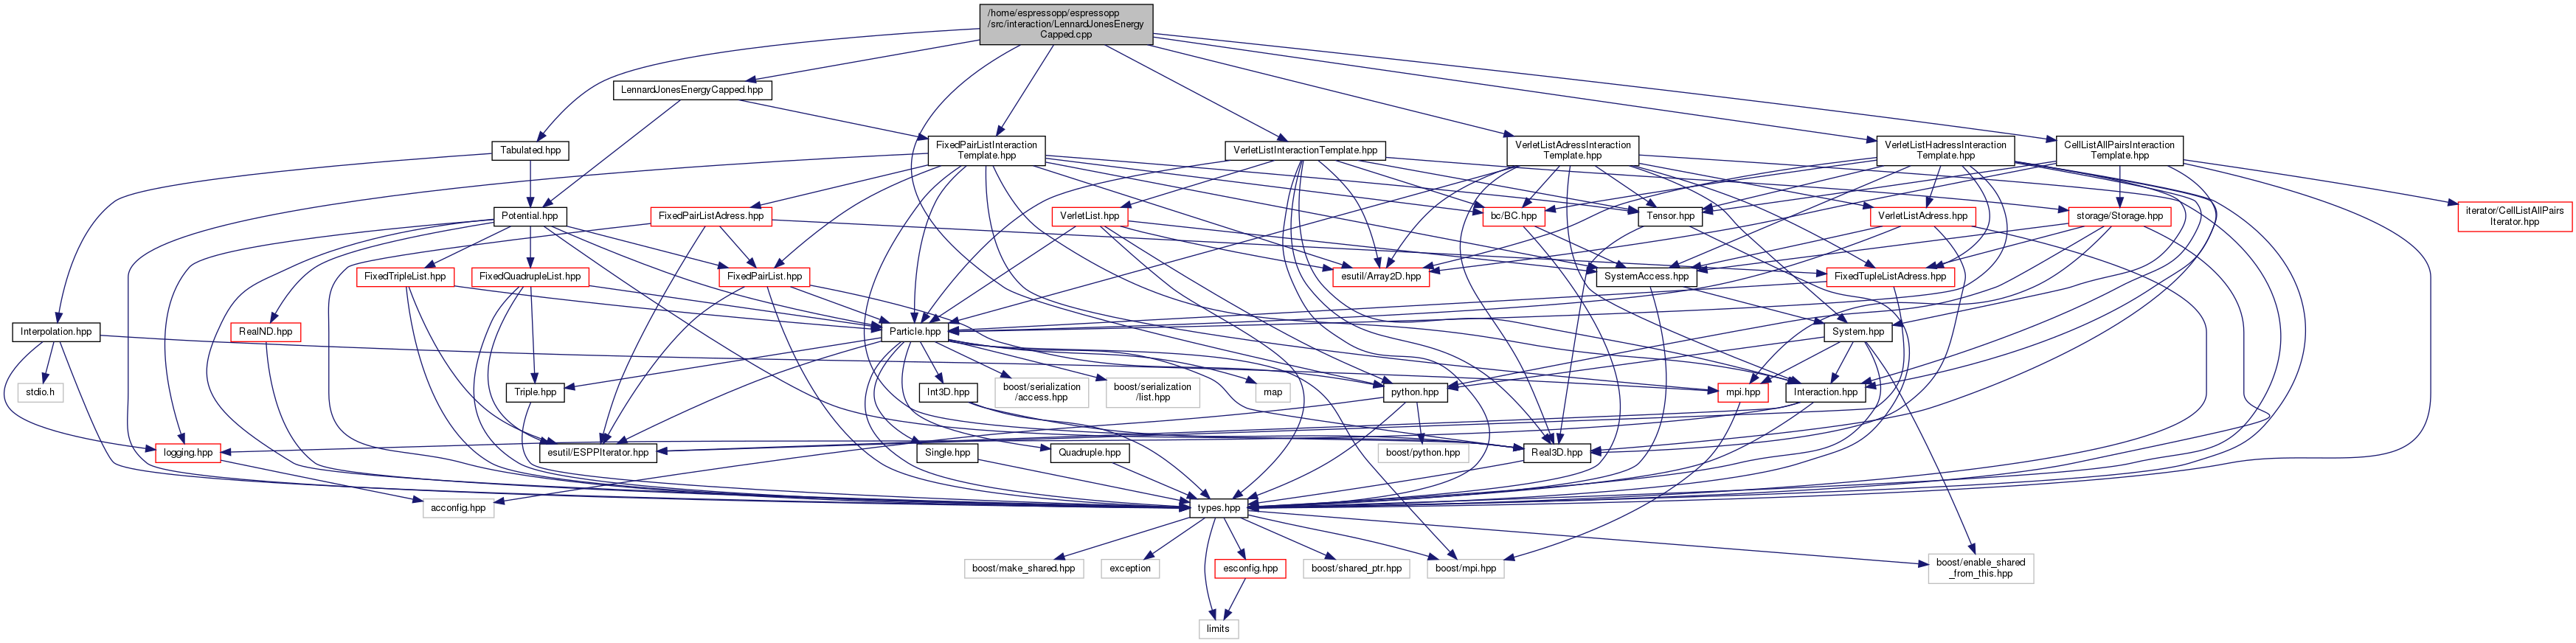 /home/espressopp/espressopp
/src/interaction/LennardJonesEnergy
Capped.cpp
LennardJonesEnergyCapped.hpp
Tabulated.hpp
FixedPairListInteraction
Template.hpp
VerletListInteractionTemplate.hpp
VerletListAdressInteraction
Template.hpp
VerletListHadressInteraction
Template.hpp
CellListAllPairsInteraction
Template.hpp
Potential.hpp
FixedPairListAdress.hpp
VerletList.hpp
bc/BC.hpp
Tensor.hpp
VerletListAdress.hpp
storage/Storage.hpp
iterator/CellListAllPairs
Iterator.hpp
FixedTripleList.hpp
FixedQuadrupleList.hpp
FixedPairList.hpp
esutil/Array2D.hpp
SystemAccess.hpp
FixedTupleListAdress.hpp
Interpolation.hpp
RealND.hpp
Particle.hpp
System.hpp
stdio.h
Triple.hpp
Int3D.hpp
boost/serialization
/access.hpp
boost/serialization
/list.hpp
map
python.hpp
mpi.hpp
Interaction.hpp
logging.hpp
esutil/ESPPIterator.hpp
Single.hpp
Quadruple.hpp
boost/python.hpp
Real3D.hpp
acconfig.hpp
types.hpp
boost/make_shared.hpp
exception
esconfig.hpp
boost/shared_ptr.hpp
boost/mpi.hpp
boost/enable_shared
_from_this.hpp
limits